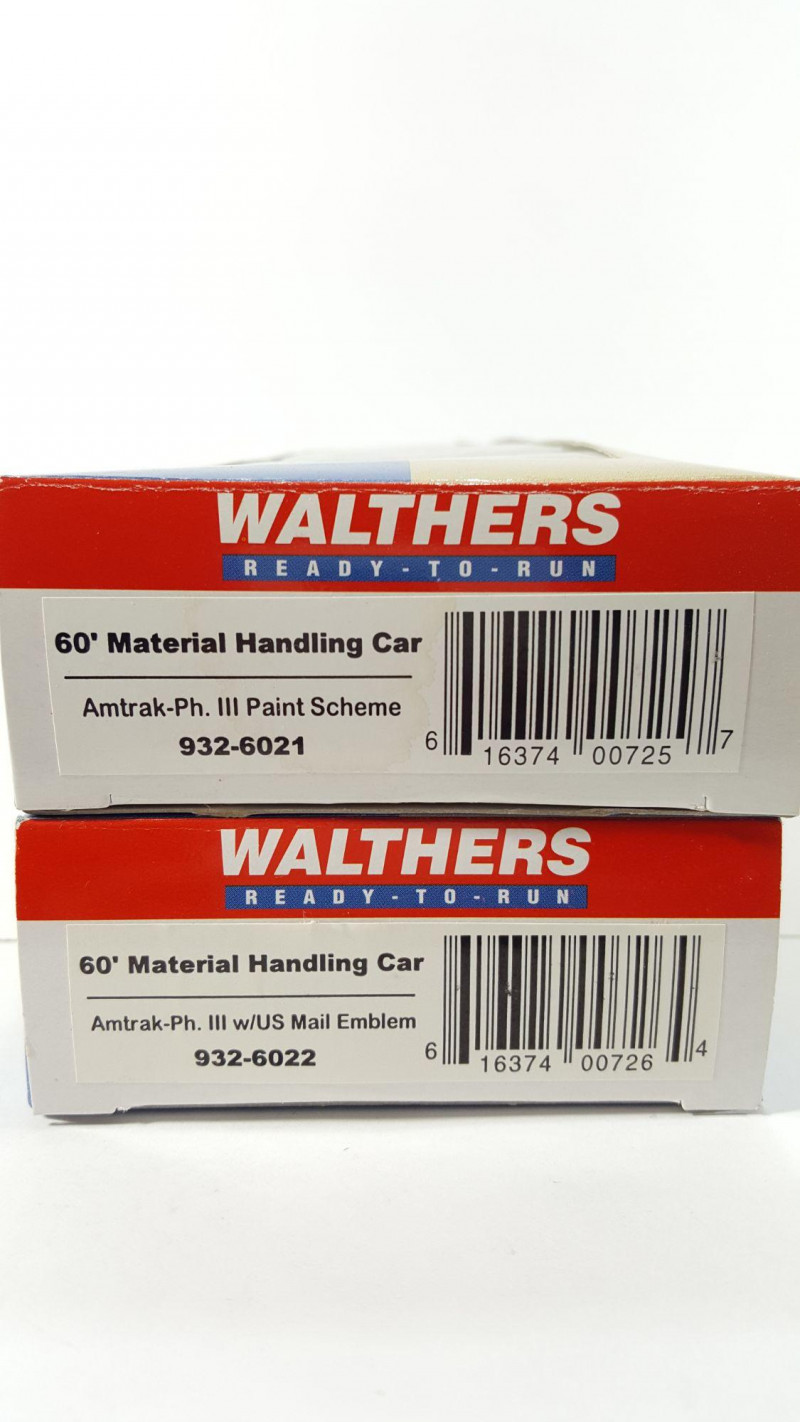 WALTHERS
READY-TO-RUN
60' Material Handling Car
Amtrak-Ph. III Paint Scheme
932-6021
6 16374 00725 7
WALTHERS
READY-TO-RUN
60' Material Handling Car
Amtrak-Ph. III w/US Mail Emblem
932-6022
6 16374 00726 4